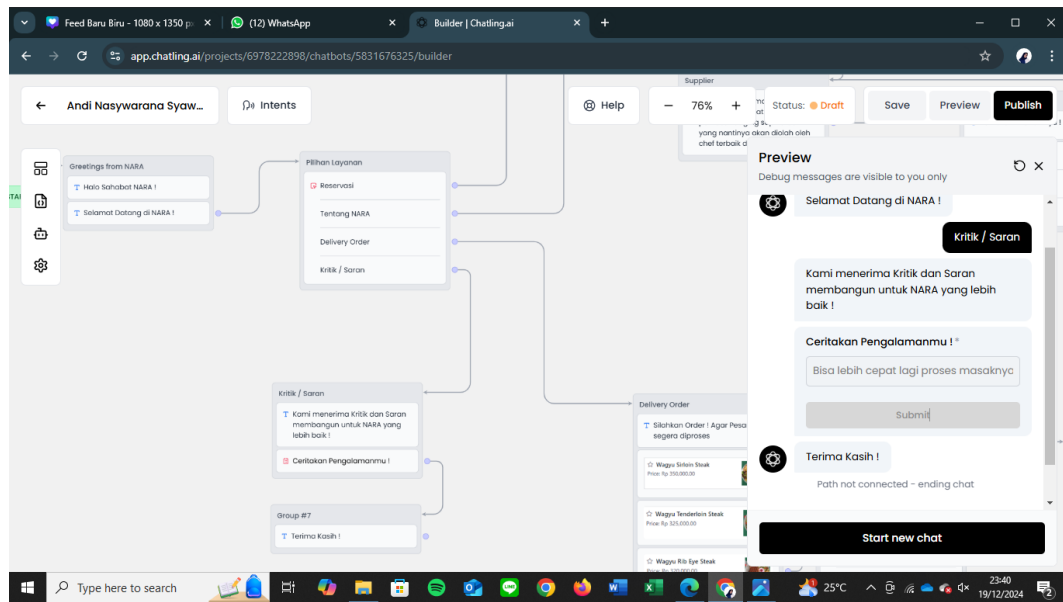 Feed Baru Biru - 1080 x 1350 p
(12) WhatsApp
Builder | Chatling.ai
app.chatling.ai/projects/6978222898/chatbots/5831676325/builder
Andi Nasywarana Syaw...
Intents
Help
76%
Status: Draft
Save
Preview
Publish
Supplier
yang nantinya akan diolah oleh
chef terbaik d
Greetings from NARA
Halo Sahabat NARA !
Selamat Datang di NARA !
Pilihan Layanan
Reservasi
Tentang NARA
Delivery Order
Kritik / Saran
Kritik / Saran
Kami menerima Kritik dan Saran
membangun untuk NARA yang
lebih baik !
Ceritakan Pengalamanmu !
Group #7
Terima Kasih !
Delivery Order
Silahkan Order ! Agar Pesa
segera diproses
Wagyu Sirloin Steak
Price: Rp 350,000.00
Wagyu Tenderloin Steak
Price: Rp 325,000.00
Wagyu Rib Eye Steak
Preview
Debug messages are visible to you only
Selamat Datang di NARA !
Kritik / Saran
Kami menerima Kritik dan Saran
membangun untuk NARA yang lebih
baik !
Ceritakan Pengalamanmu ! *
Bisa lebih cepat lagi proses masaknyc
Submit
Terima Kasih !
Path not connected - ending chat
Start new chat
Type here to search
25°C
23:40
19/12/2024
2